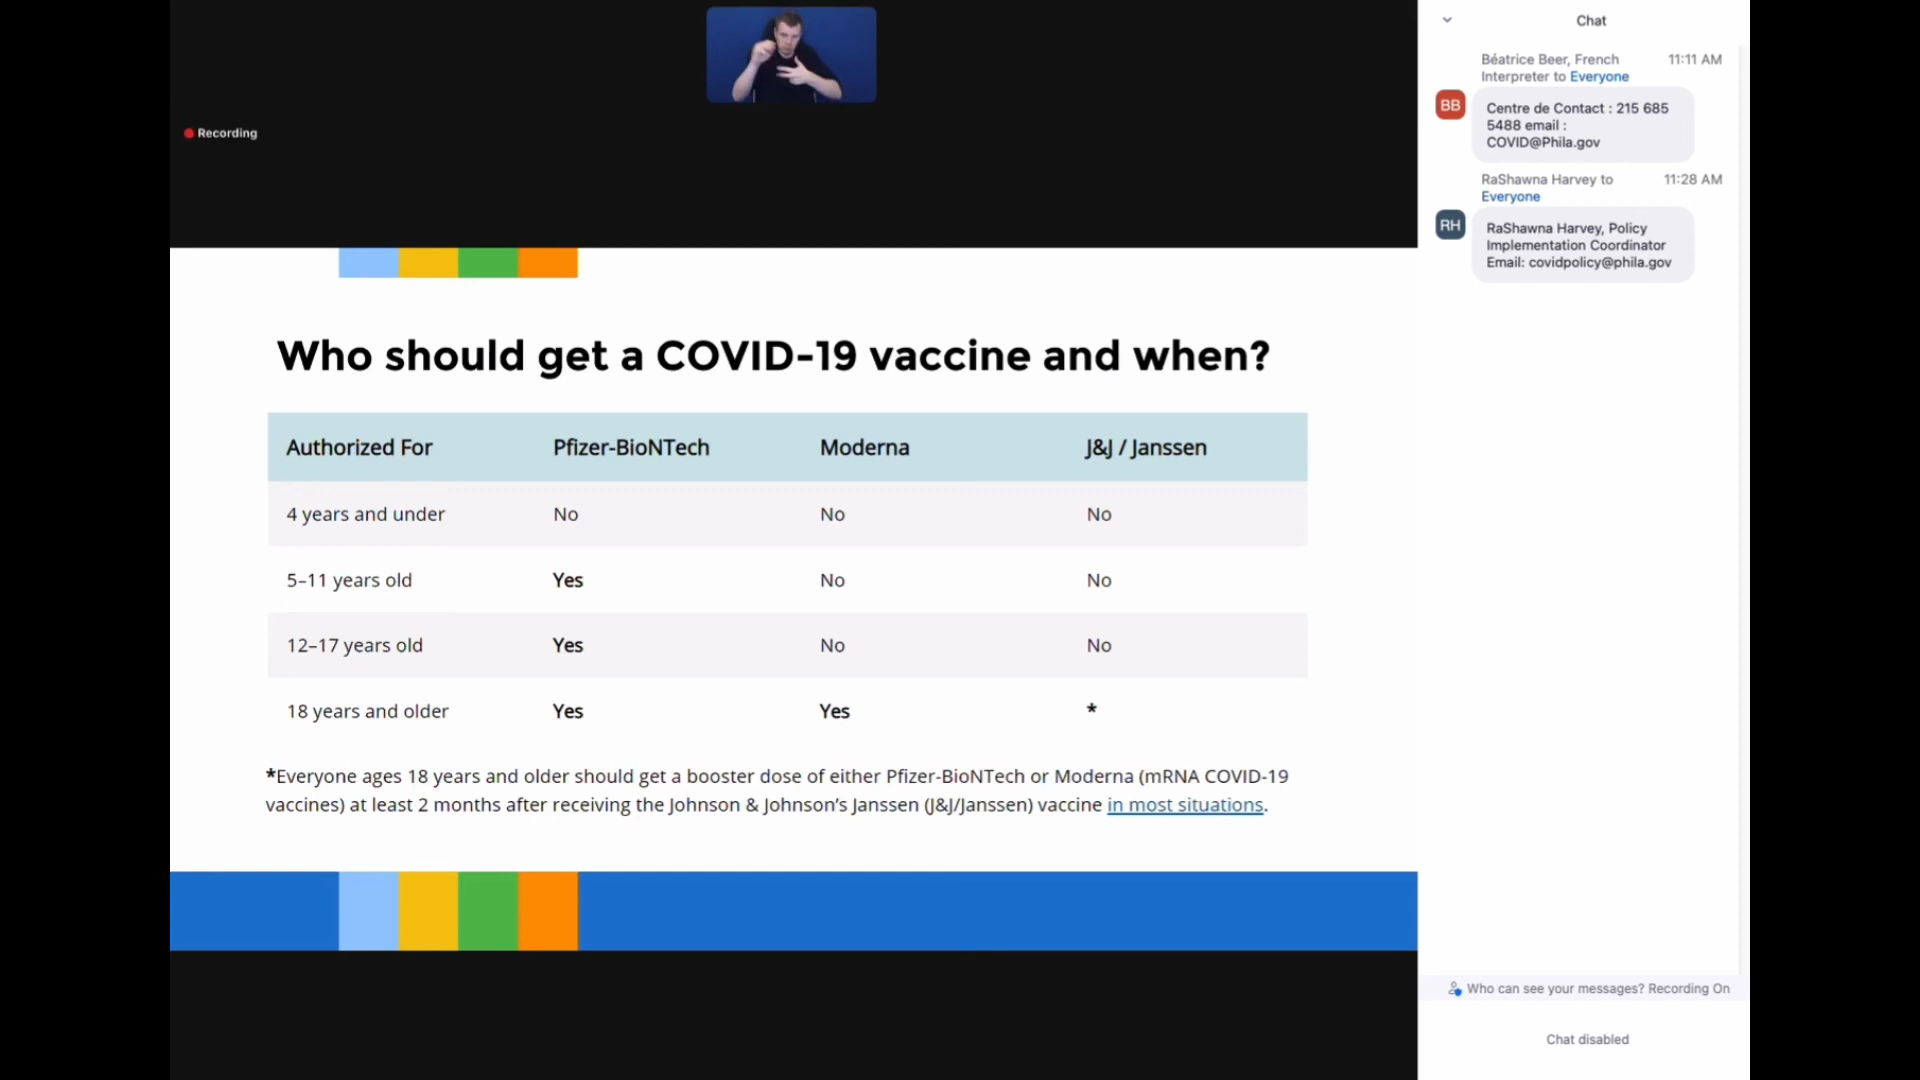 Recording
Who should get a COVID-19 vaccine and when?
Authorized For Pfizer-BioNTech Moderna J&J / Janssen
4 years and under No No No
5–11 years old Yes No No
12–17 years old Yes No No
18 years and older Yes Yes *
*Everyone ages 18 years and older should get a booster dose of either Pfizer-BioNTech or Moderna (mRNA COVID-19
vaccines) at least 2 months after receiving the Johnson & Johnson’s Janssen (J&J/Janssen) vaccine in most situations.
Chat
Béatrice Beer, French 11:11 AM
Interpreter to Everyone
BB
Centre de Contact : 215 685
5488 email :
COVID@Phila.gov
RaShawna Harvey to 11:28 AM
Everyone
RH
RaShawna Harvey, Policy
Implementation Coordinator
Email: covidpolicy@phila.gov
Who can see your messages? Recording On
Chat disabled